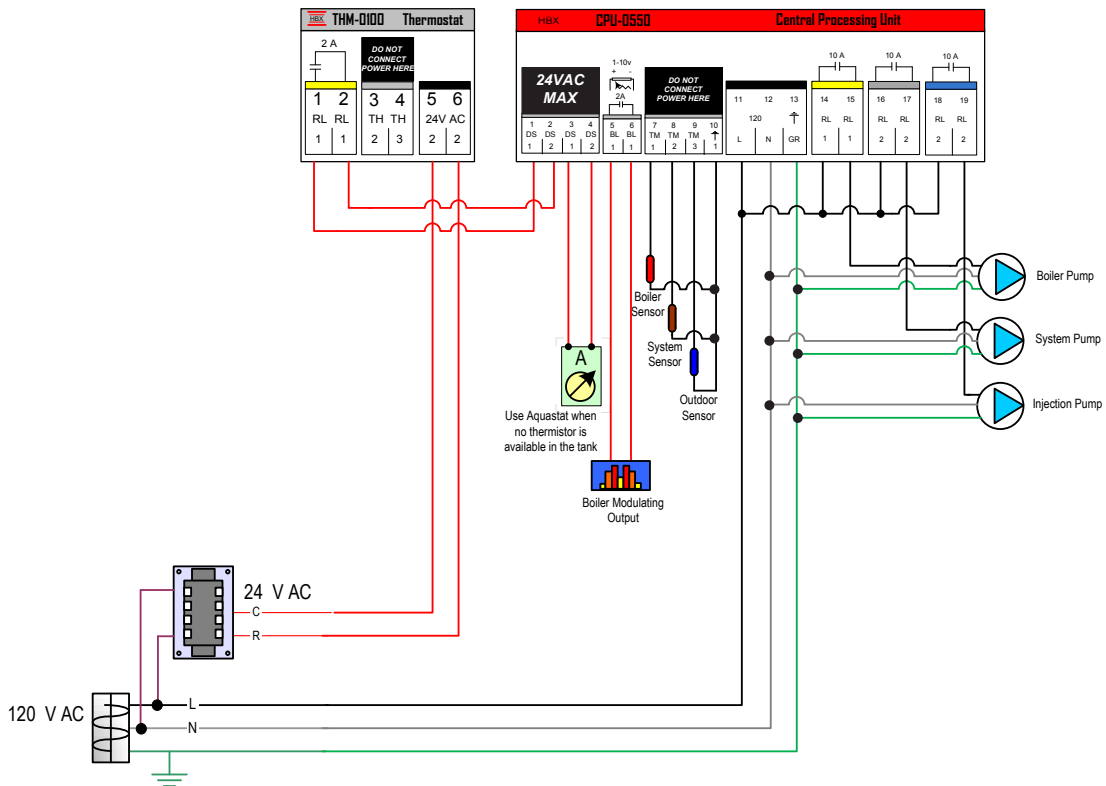 HBX THM-0100 Thermostat
2 A
DO NOT
CONNECT
POWER HERE
1 2 3 4 5 6
RL RL TH TH 24V AC
1 1 2 3 2 2
HBX CPU-0550 Central Processing Unit
24VAC
MAX
1-10v
+ -
2A
DO NOT
CONNECT
POWER HERE
10 A 10 A 10 A
1 2 3 4 5 6 7 8 9 10 11 12 13 14 15 16 17 18 19
DS DS DS DS BL BL TM TM TM 120 RL RL RL RL RL RL
1 2 1 2 1 1 1 2 3 1 L N GR 1 1 2 2 2 2
Boiler
Sensor
System
Sensor
Outdoor
Sensor
Boiler Pump
System Pump
Injection Pump
A
Use Aquastat when
no thermistor is
available in the tank
Boiler Modulating
Output
24 V AC
C
R
120 V AC
L
N